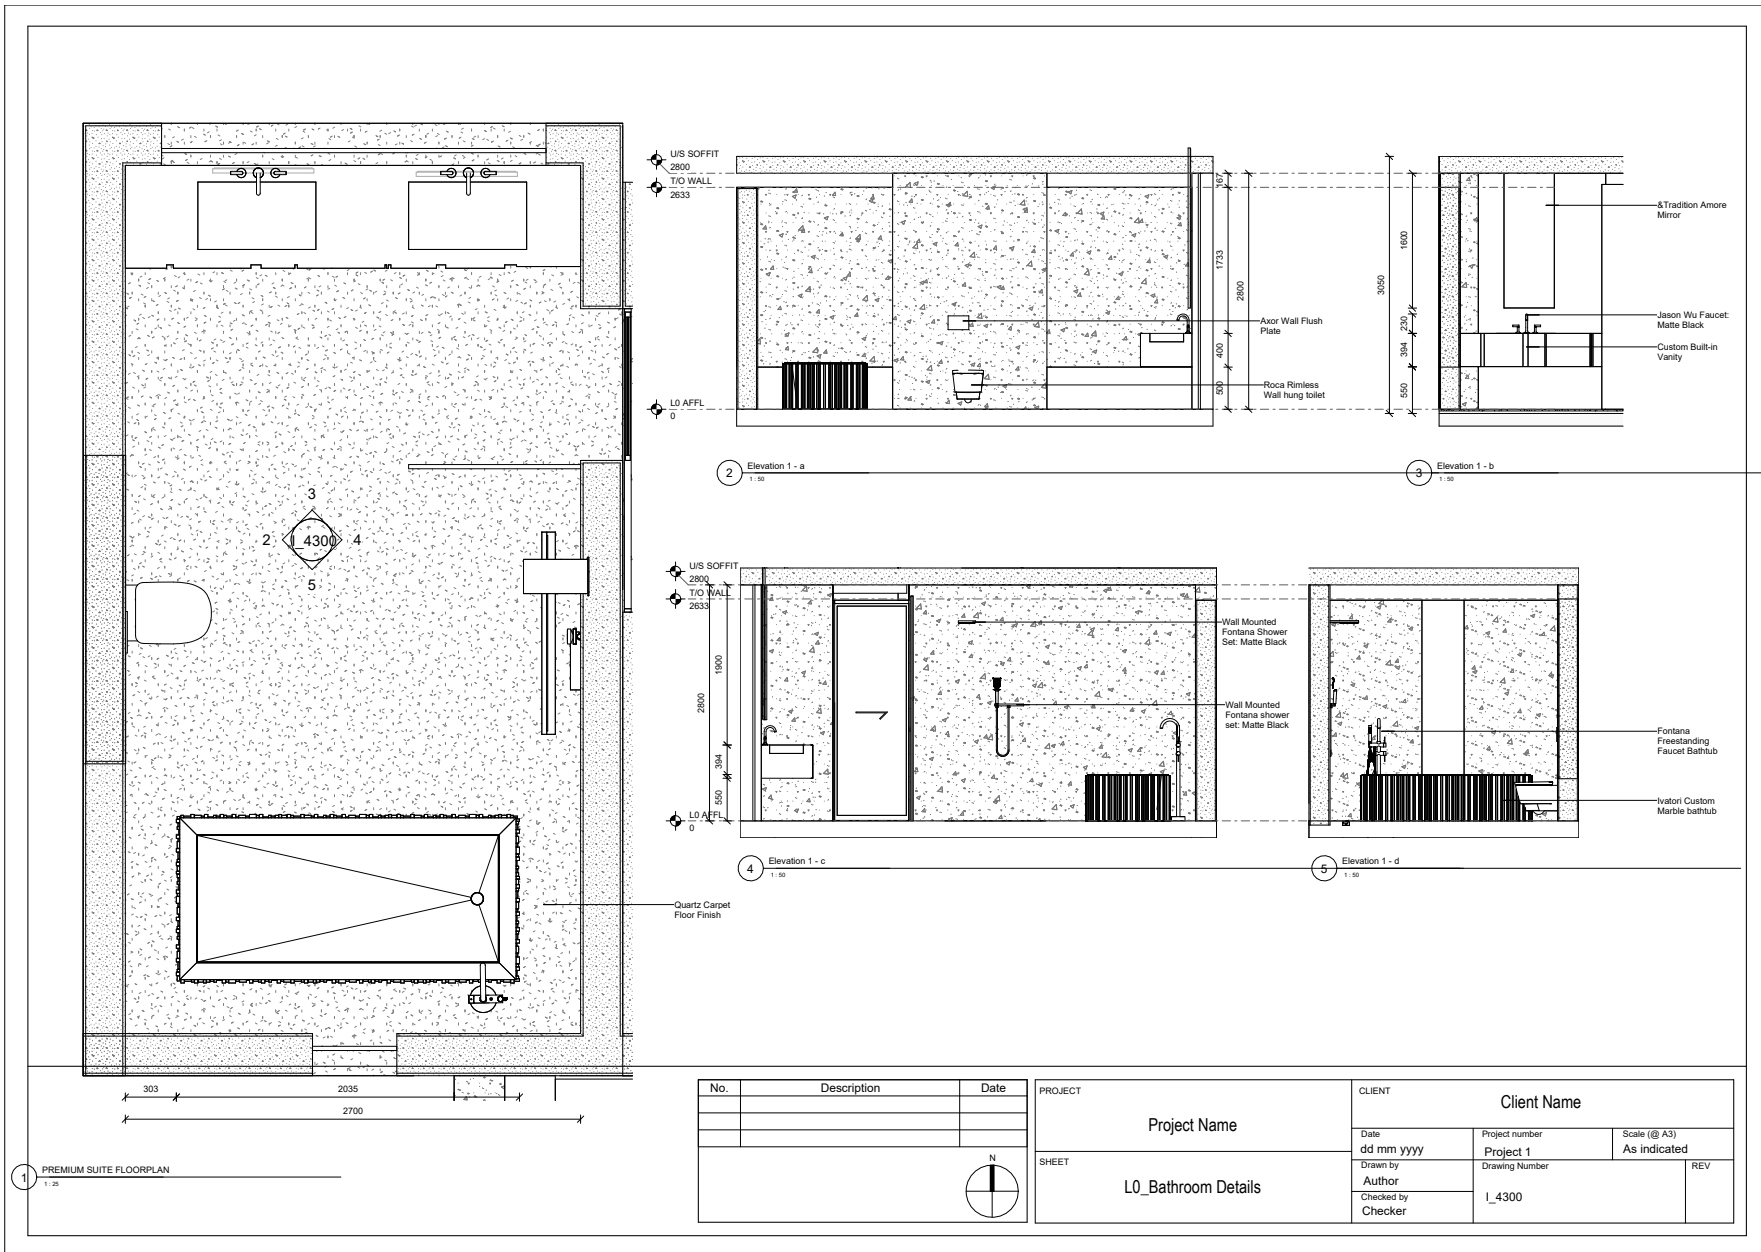 3
2
I_4300
4
5
Quartz Carpet
Floor Finish
303
2035
2700
1
PREMIUM SUITE FLOORPLAN
1 : 25
U/S SOFFIT
2800
T/O WALL
2633
L0 AFFL
0
167
1733
400
500
2800
Axor Wall Flush
Plate
Roca Rimless
Wall hung toilet
2
Elevation 1 - a
1 : 50
3050
1600
230
394
550
&Tradition Amore
Mirror
Jason Wu Faucet:
Matte Black
Custom Built-in
Vanity
3
Elevation 1 - b
1 : 50
U/S SOFFIT
2800
T/O WALL
2633
L0 AFFL
0
2800
1900
394
550
Wall Mounted
Fontana Shower
Set: Matte Black
Wall Mounted
Fontana shower
set: Matte Black
4
Elevation 1 - c
1 : 50
Fontana
Freestanding
Faucet Bathtub
Ivatori Custom
Marble bathtub
5
Elevation 1 - d
1 : 50
No. Description Date
N
PROJECT
Project Name
SHEET
L0_Bathroom Details
CLIENT
Client Name
Date
dd mm yyyy
Project number
Project 1
Scale (@ A3)
As indicated
Drawn by
Author
Drawing Number
I_4300
REV
Checked by
Checker